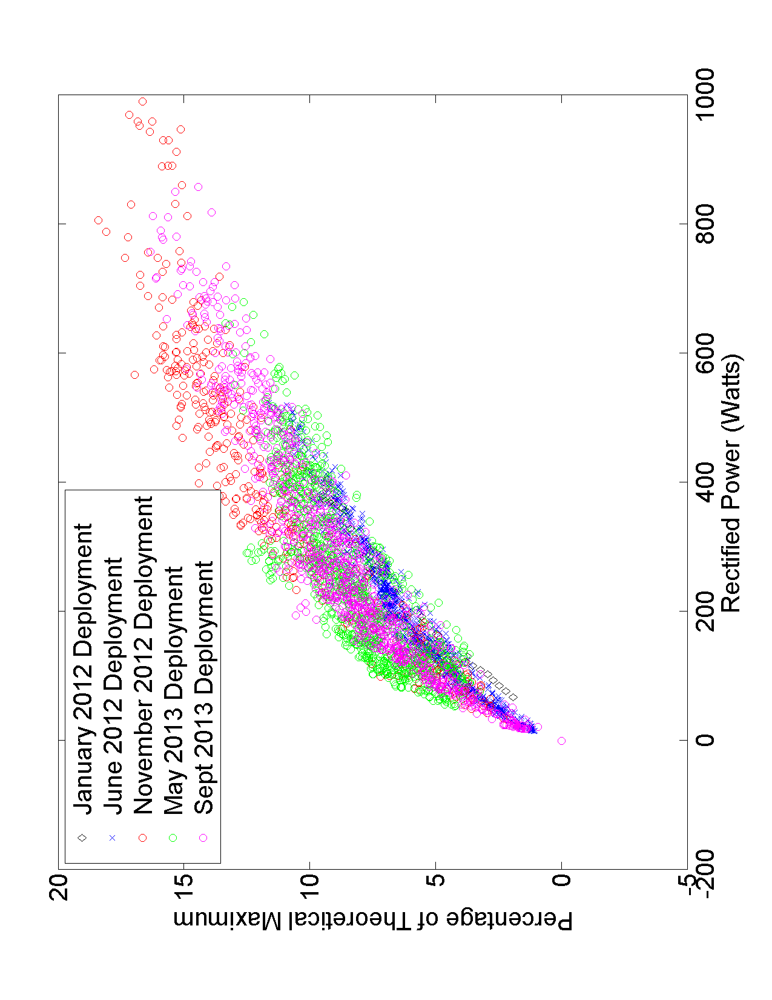 20
15
10
5
0
-5
Percentage of Theoretical Maximum
January 2012 Deployment
June 2012 Deployment
November 2012 Deployment
May 2013 Deployment
Sept 2013 Deployment
-200
0
200
400
600
800
1000
Rectified Power (Watts)